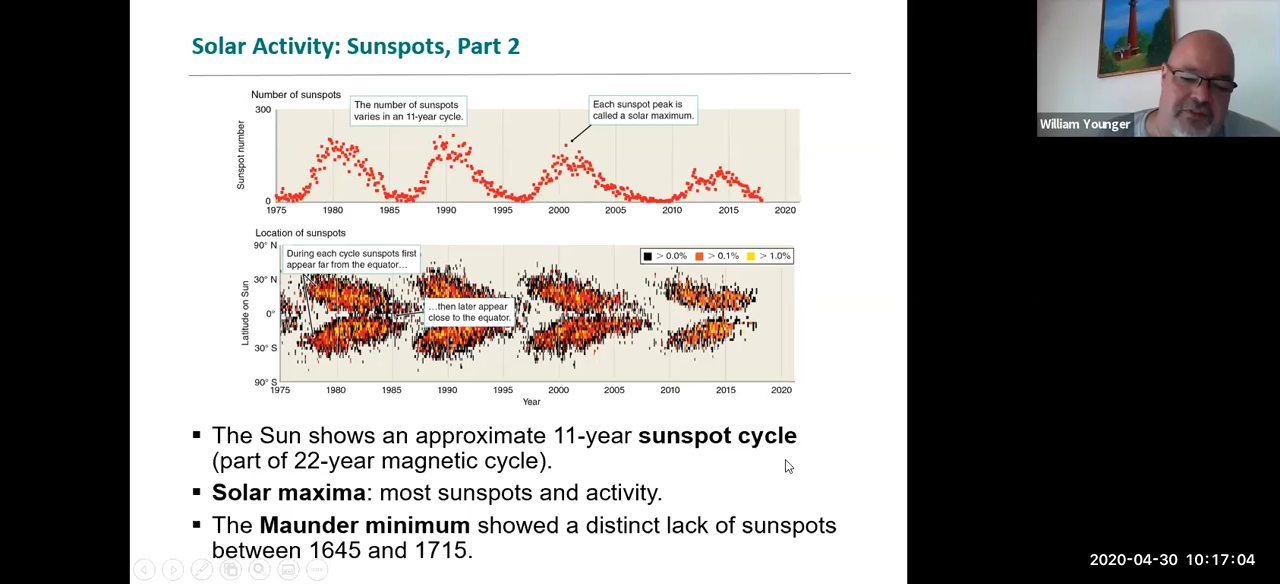 Solar Activity: Sunspots, Part 2
Number of sunspots
300
The number of sunspots
varies in an 11-year cycle.
Each sunspot peak is
called a solar maximum.
Sunspot number
0
1975 1980 1985 1990 1995 2000 2005 2010 2015 2020
Location of sunspots
90° N
During each cycle sunspots first
appear far from the equator…
> 0.0% > 0.1% > 1.0%
30° N
…then later appear
close to the equator.
0°
Latitude on Sun
30° S
90° S
1975 1980 1985 1990 1995 2000 2005 2010 2015 2020
Year
▪ The Sun shows an approximate 11-year sunspot cycle
(part of 22-year magnetic cycle).
▪ Solar maxima: most sunspots and activity.
▪ The Maunder minimum showed a distinct lack of sunspots
between 1645 and 1715.
William Younger
2020-04-30 10:17:04